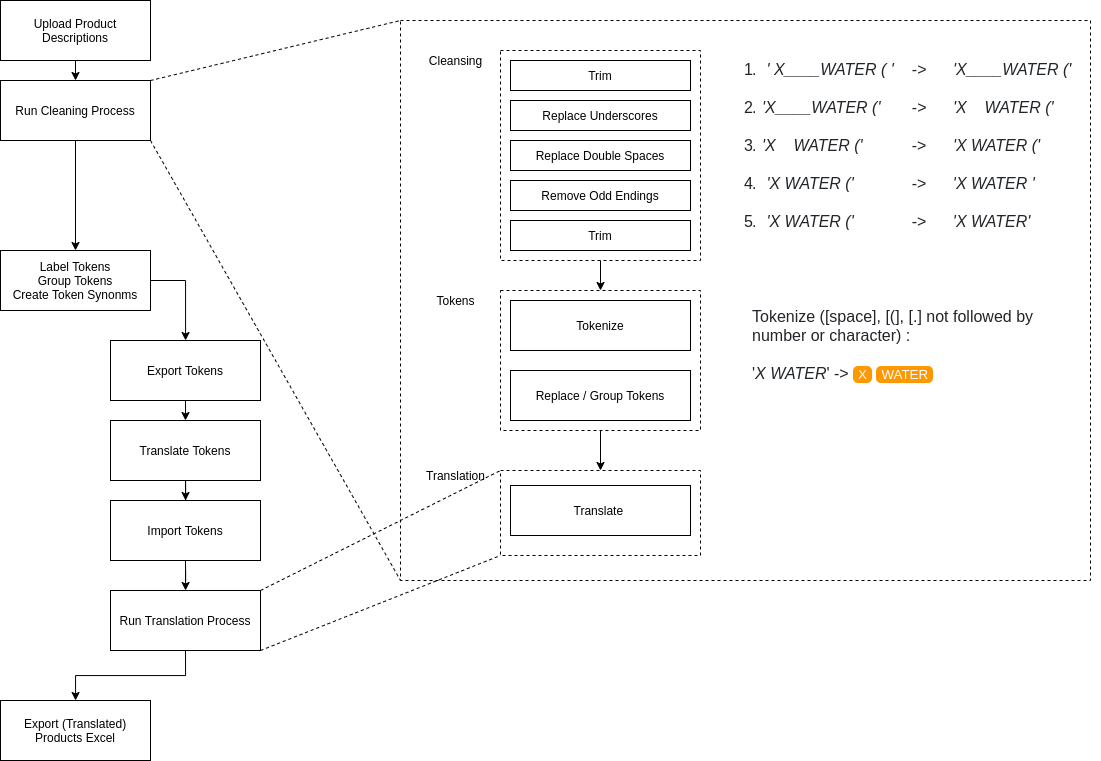 Upload Product
Descriptions
Run Cleaning Process
Label Tokens
Group Tokens
Create Token Synonms
Export Tokens
Translate Tokens
Import Tokens
Run Translation Process
Export (Translated)
Products Excel
Cleansing
Trim
Replace Underscores
Replace Double Spaces
Remove Odd Endings
Trim
1. ' X____WATER ( ' -> 'X____WATER ('
2. 'X____WATER (' -> 'X    WATER ('
3. 'X    WATER (' -> 'X WATER ('
4. 'X WATER (' -> 'X WATER '
5. 'X WATER (' -> 'X WATER'
Tokens
Tokenize
Replace / Group Tokens
Tokenize ([space], [(], [.] not followed by
number or character) :
'X WATER' -> X WATER
Translation
Translate